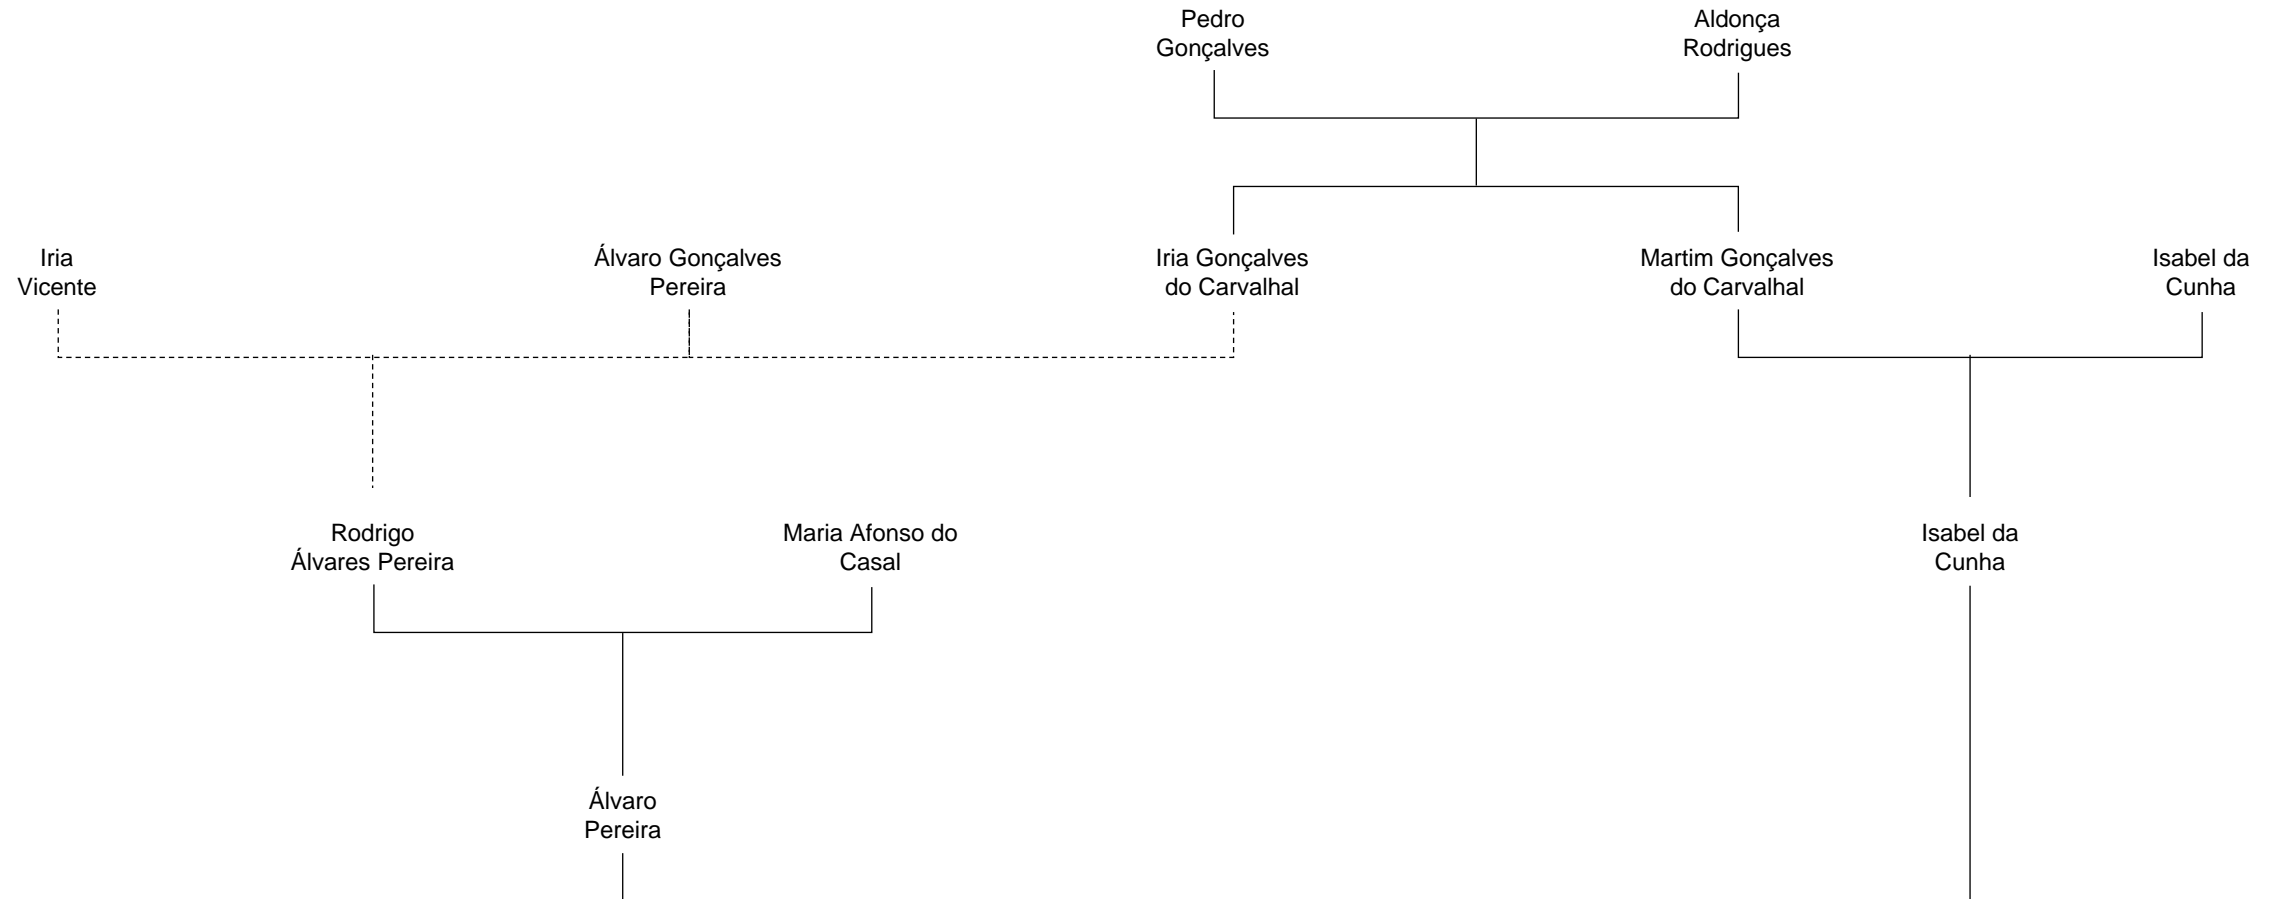 Pedro
Gonçalves
Aldonça
Rodrigues
Iria
Vicente
Álvaro Gonçalves
Pereira
Iria Gonçalves
do Carvalhal
Martim Gonçalves
do Carvalhal
Isabel da
Cunha
Rodrigo
Álvares Pereira
Maria Afonso do
Casal
Isabel da
Cunha
Álvaro
Pereira